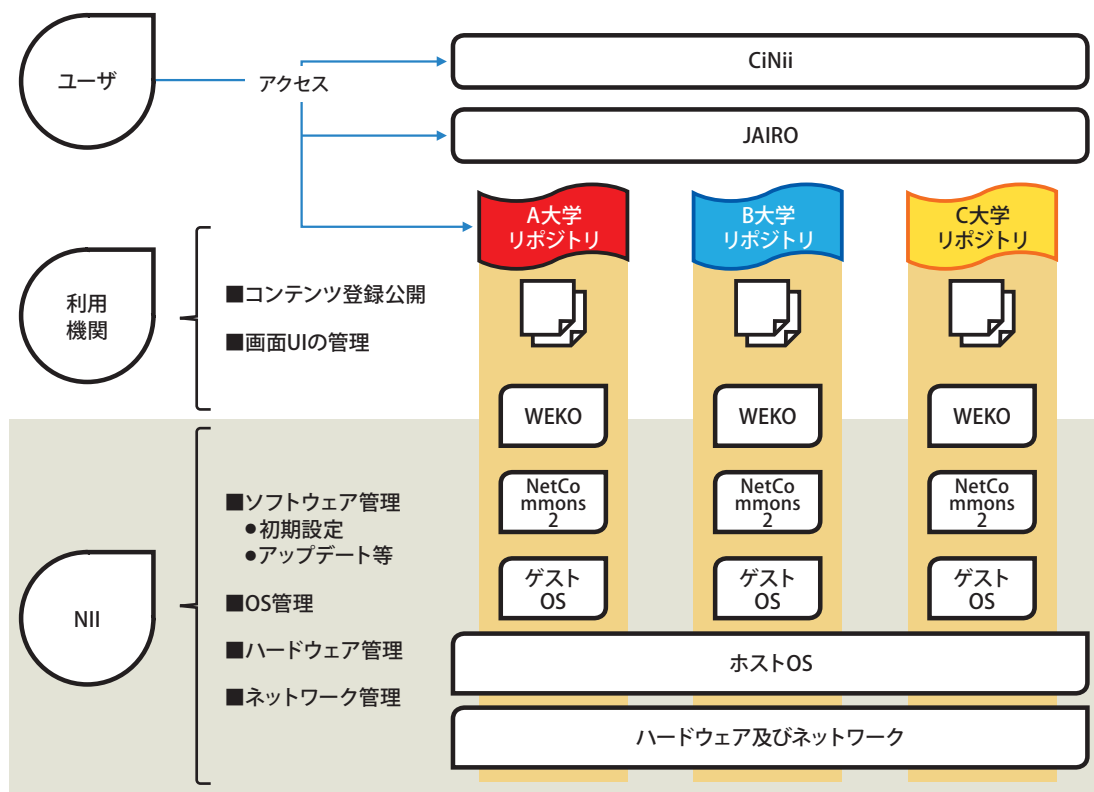 ユーザ
アクセス
CiNii
JAIRO
A大学
リポジトリ
B大学
リポジトリ
C大学
リポジトリ
利用
機関
■コンテンツ登録公開
■画面UIの管理
WEKO
WEKO
WEKO
NII
■ソフトウェア管理
●初期設定
●アップデート等
■OS管理
■ハードウェア管理
■ネットワーク管理
NetCo
mmons
2
NetCo
mmons
2
NetCo
mmons
2
ゲスト
OS
ゲスト
OS
ゲスト
OS
ホストOS
ハードウェア及びネットワーク